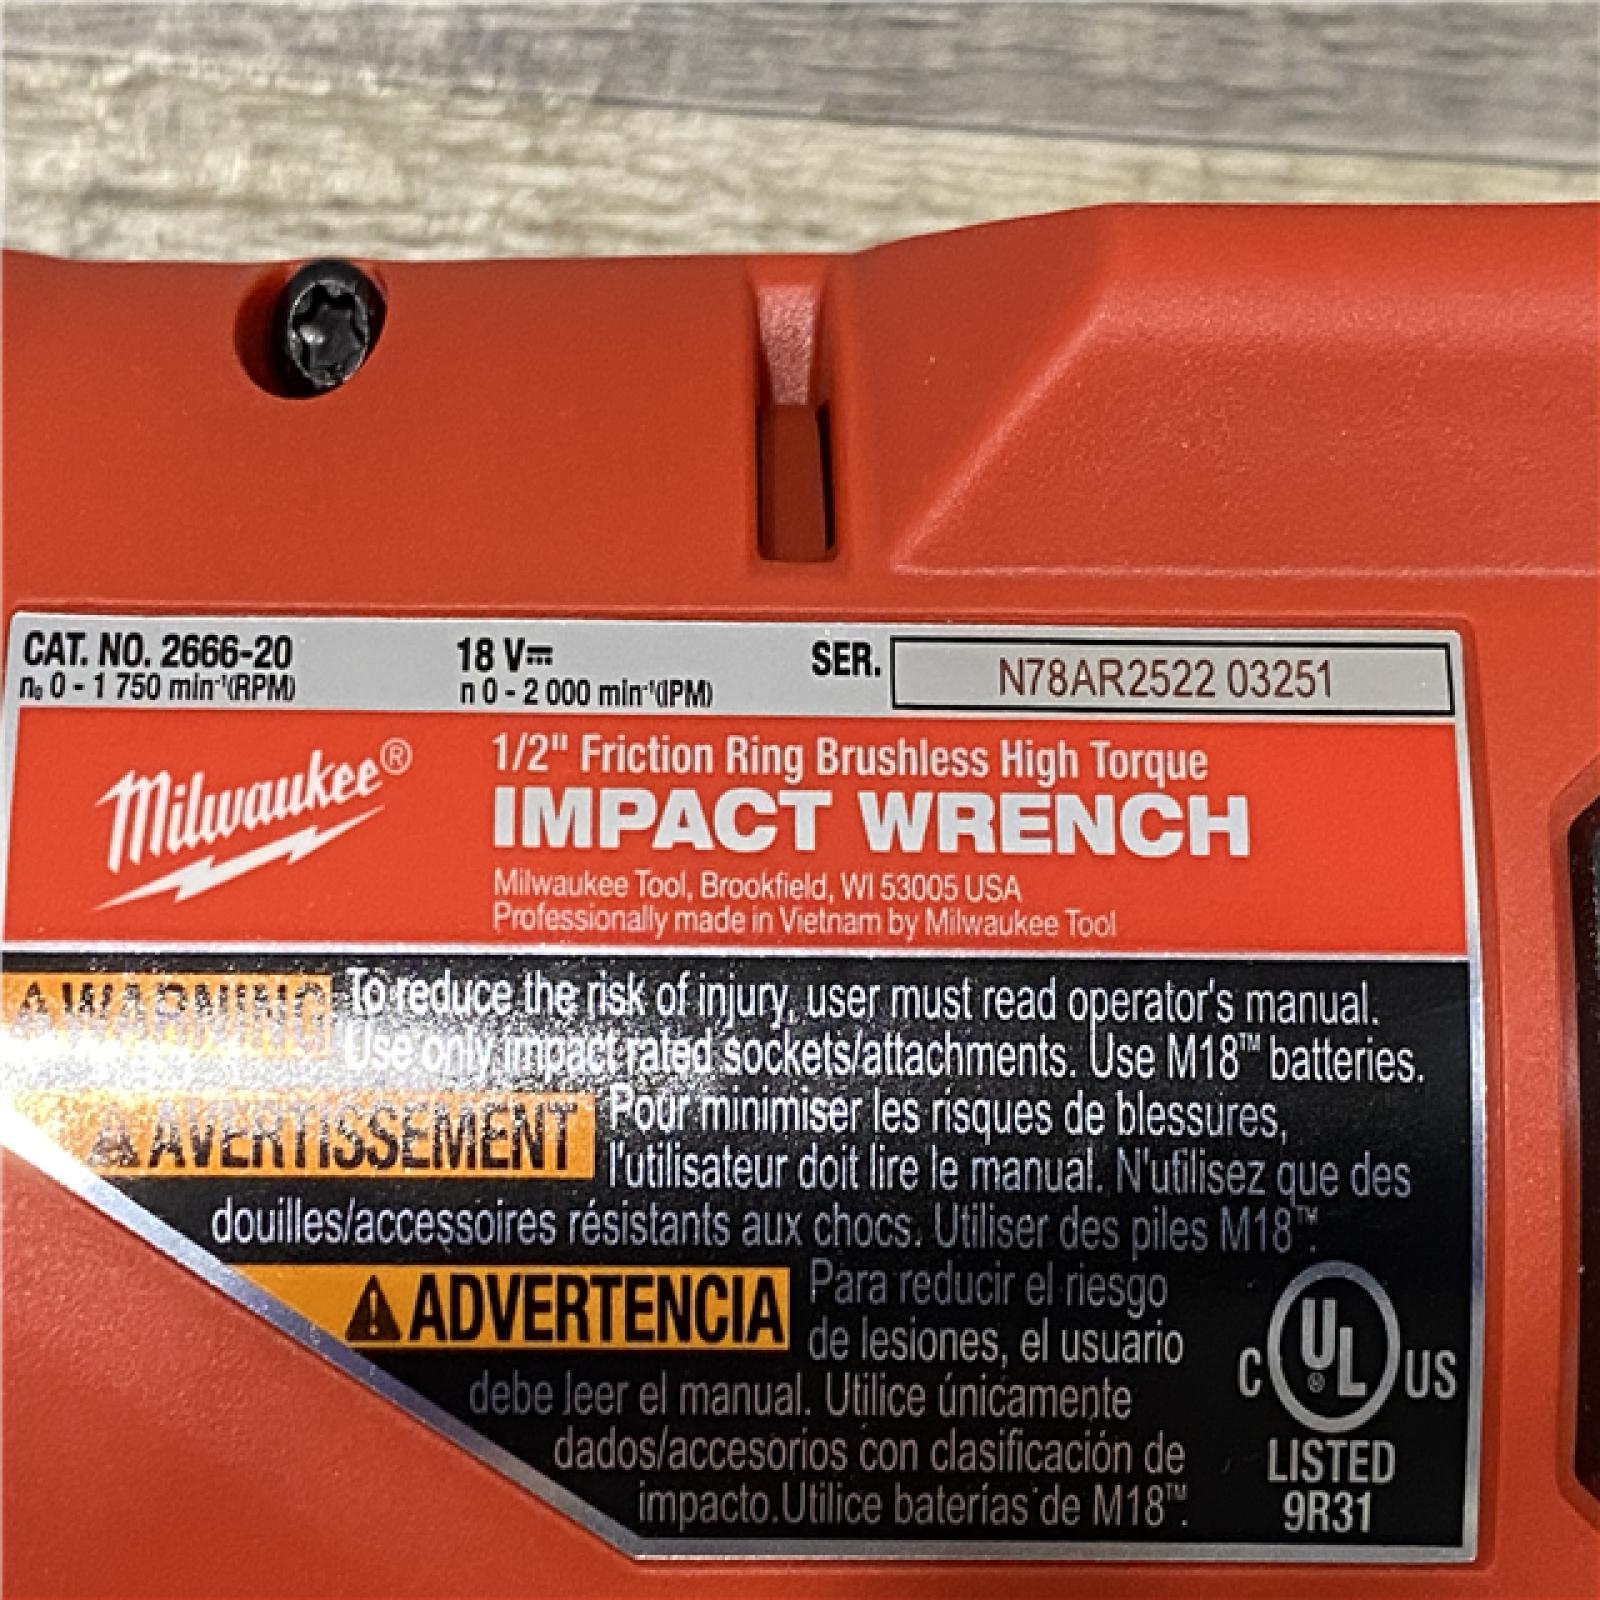 CAT. NO. 2666-20 18 V⎓ SER. N78AR2522 03251
n₀ 0 - 1 750 min⁻¹(RPM) n 0 - 2 000 min⁻¹(IPM)
Milwaukee®
1/2" Friction Ring Brushless High Torque
IMPACT WRENCH
Milwaukee Tool, Brookfield, WI 53005 USA
Professionally made in Vietnam by Milwaukee Tool
⚠WARNING To reduce the risk of injury, user must read operator's manual.
Use only impact rated sockets/attachments. Use M18™ batteries.
⚠AVERTISSEMENT Pour minimiser les risques de blessures,
l'utilisateur doit lire le manual. N'utilisez que des
douilles/accessoires résistants aux chocs. Utiliser des piles M18™.
⚠ADVERTENCIA Para reducir el riesgo
de lesiones, el usuario
debe leer el manual. Utilice únicamente
dados/accesorios con clasificación de
impacto.Utilice baterías de M18™.
C UL® US
LISTED
9R31